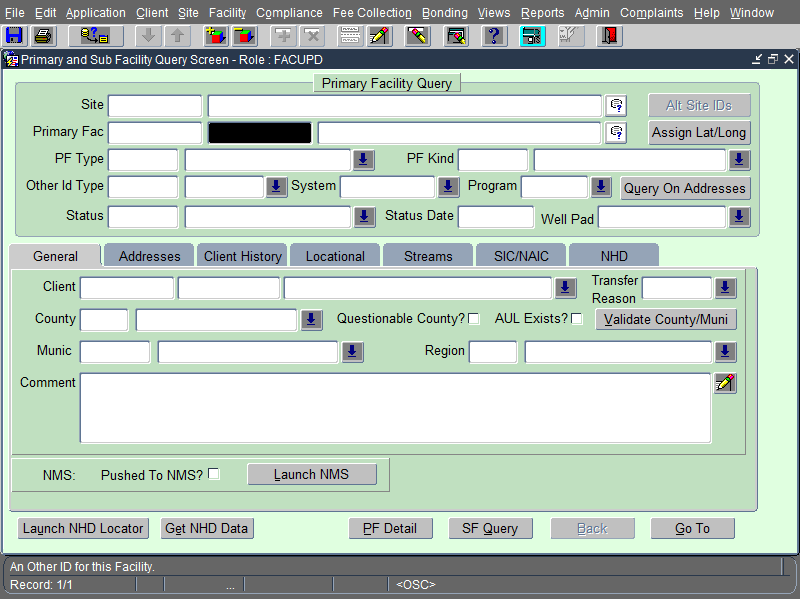 File Edit Application Client Site Facility Compliance Fee Collection Bonding Views Reports Admin Complaints Help Window
Primary and Sub Facility Query Screen - Role : FACUPD
Primary Facility Query
Site Alt Site IDs
Primary Fac Assign Lat/Long
PF Type PF Kind
Other Id Type System Program Query On Addresses
Status Status Date Well Pad
General Addresses Client History Locational Streams SIC/NAIC NHD
Client Transfer
Reason
County Questionable County? AUL Exists? Validate County/Muni
Munic Region
Comment
NMS: Pushed To NMS? Launch NMS
Launch NHD Locator Get NHD Data PF Detail SF Query Back Go To
An Other ID for this Facility.
Record: 1/1 ... <OSC>